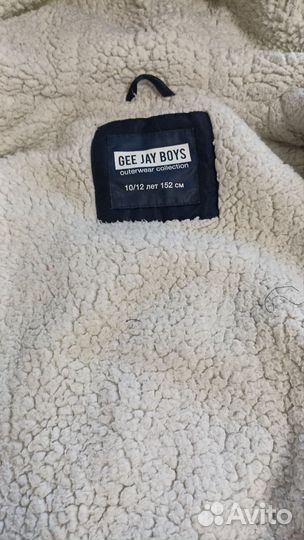 GEE JAY BOYS
outerwear collection
10/12 лет 152 см
Avito